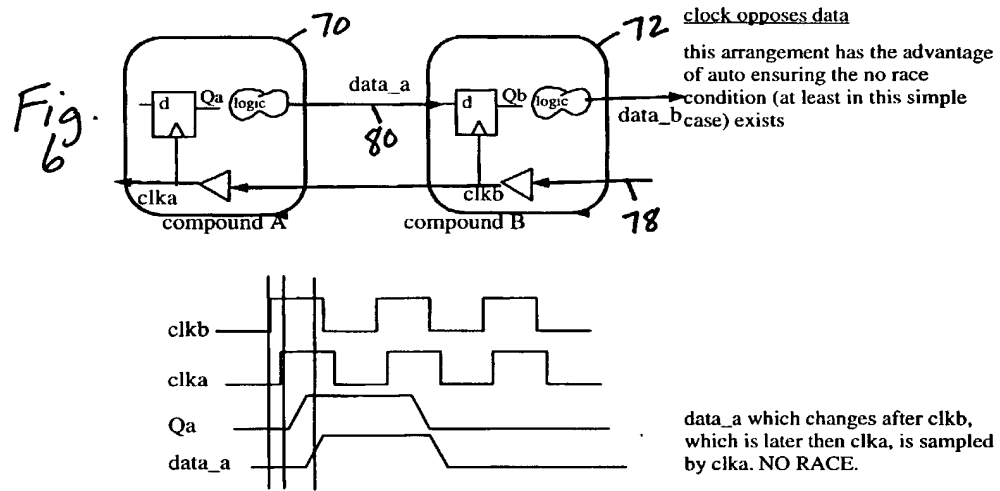 70
72
clock opposes data
this arrangement has the advantage
of auto ensuring the no race
condition (at least in this simple
case) exists
Fig.
6
d
Qa
logic
data_a
80
d
Qb
logic
data_b
clka
clkb
78
compound A
compound B
clkb
clka
Qa
data_a
data_a which changes after clkb,
which is later then clka, is sampled
by clka. NO RACE.